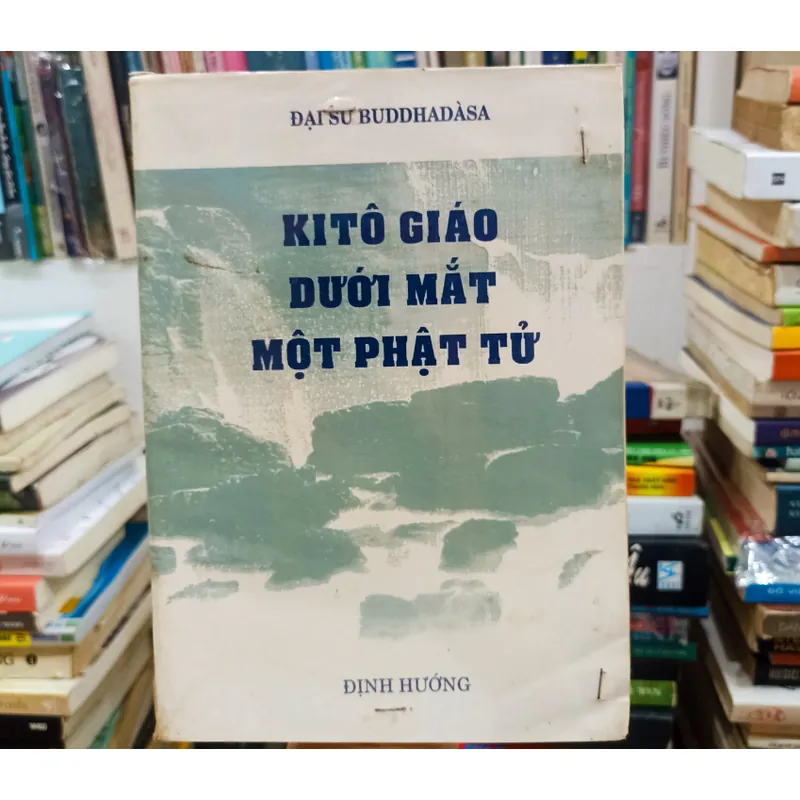 ĐẠI SƯ BUDDHADÀSA
KITÔ GIÁO
DƯỚI MẮT
MỘT PHẬT TỬ
ĐỊNH HƯỚNG